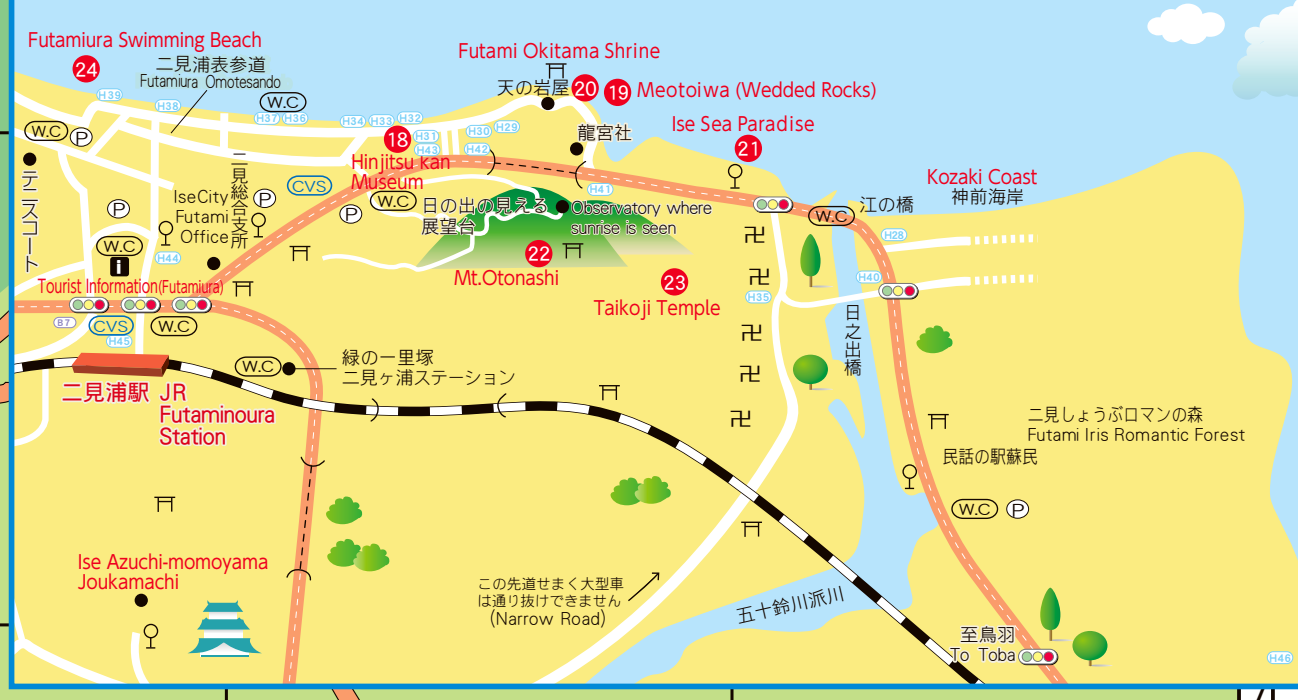 Futamiura Swimming Beach
24
二見浦表参道
Futamiura Omotesando
H39
H38
W.C
H37
H36
H34
H33
H32
Futami Okitama Shrine
天の岩屋
20
19
Meotoiwa (Wedded Rocks)
W.C
P
18
H31
H43
H30
H29
H42
龍宮社
Ise Sea Paradise
21
Hinjitsu kan
Museum
テニスコート
二見総合支所
CVS
W.C
P
H41
Kozaki Coast
神前海岸
IseCity
Futami
Office
P
P
日の出の見える
展望台
Observatory where
sunrise is seen
W.C
江の橋
H28
W.C
H44
i
22
Mt.Otonashi
23
Taikoji Temple
卍
卍
卍
卍
卍
H35
H40
Tourist Information(Futamiura)
B7
CVS
W.C
H45
日之出橋
W.C
緑の一里塚
二見ヶ浦ステーション
二見浦駅 JR
Futaminoura
Station
二見しょうぶロマンの森
Futami Iris Romantic Forest
民話の駅蘇民
W.C
P
Ise Azuchi-momoyama
Joukamachi
この先道せまく大型車
は通り抜けできません
(Narrow Road)
五十鈴川派川
至鳥羽
To Toba
H46